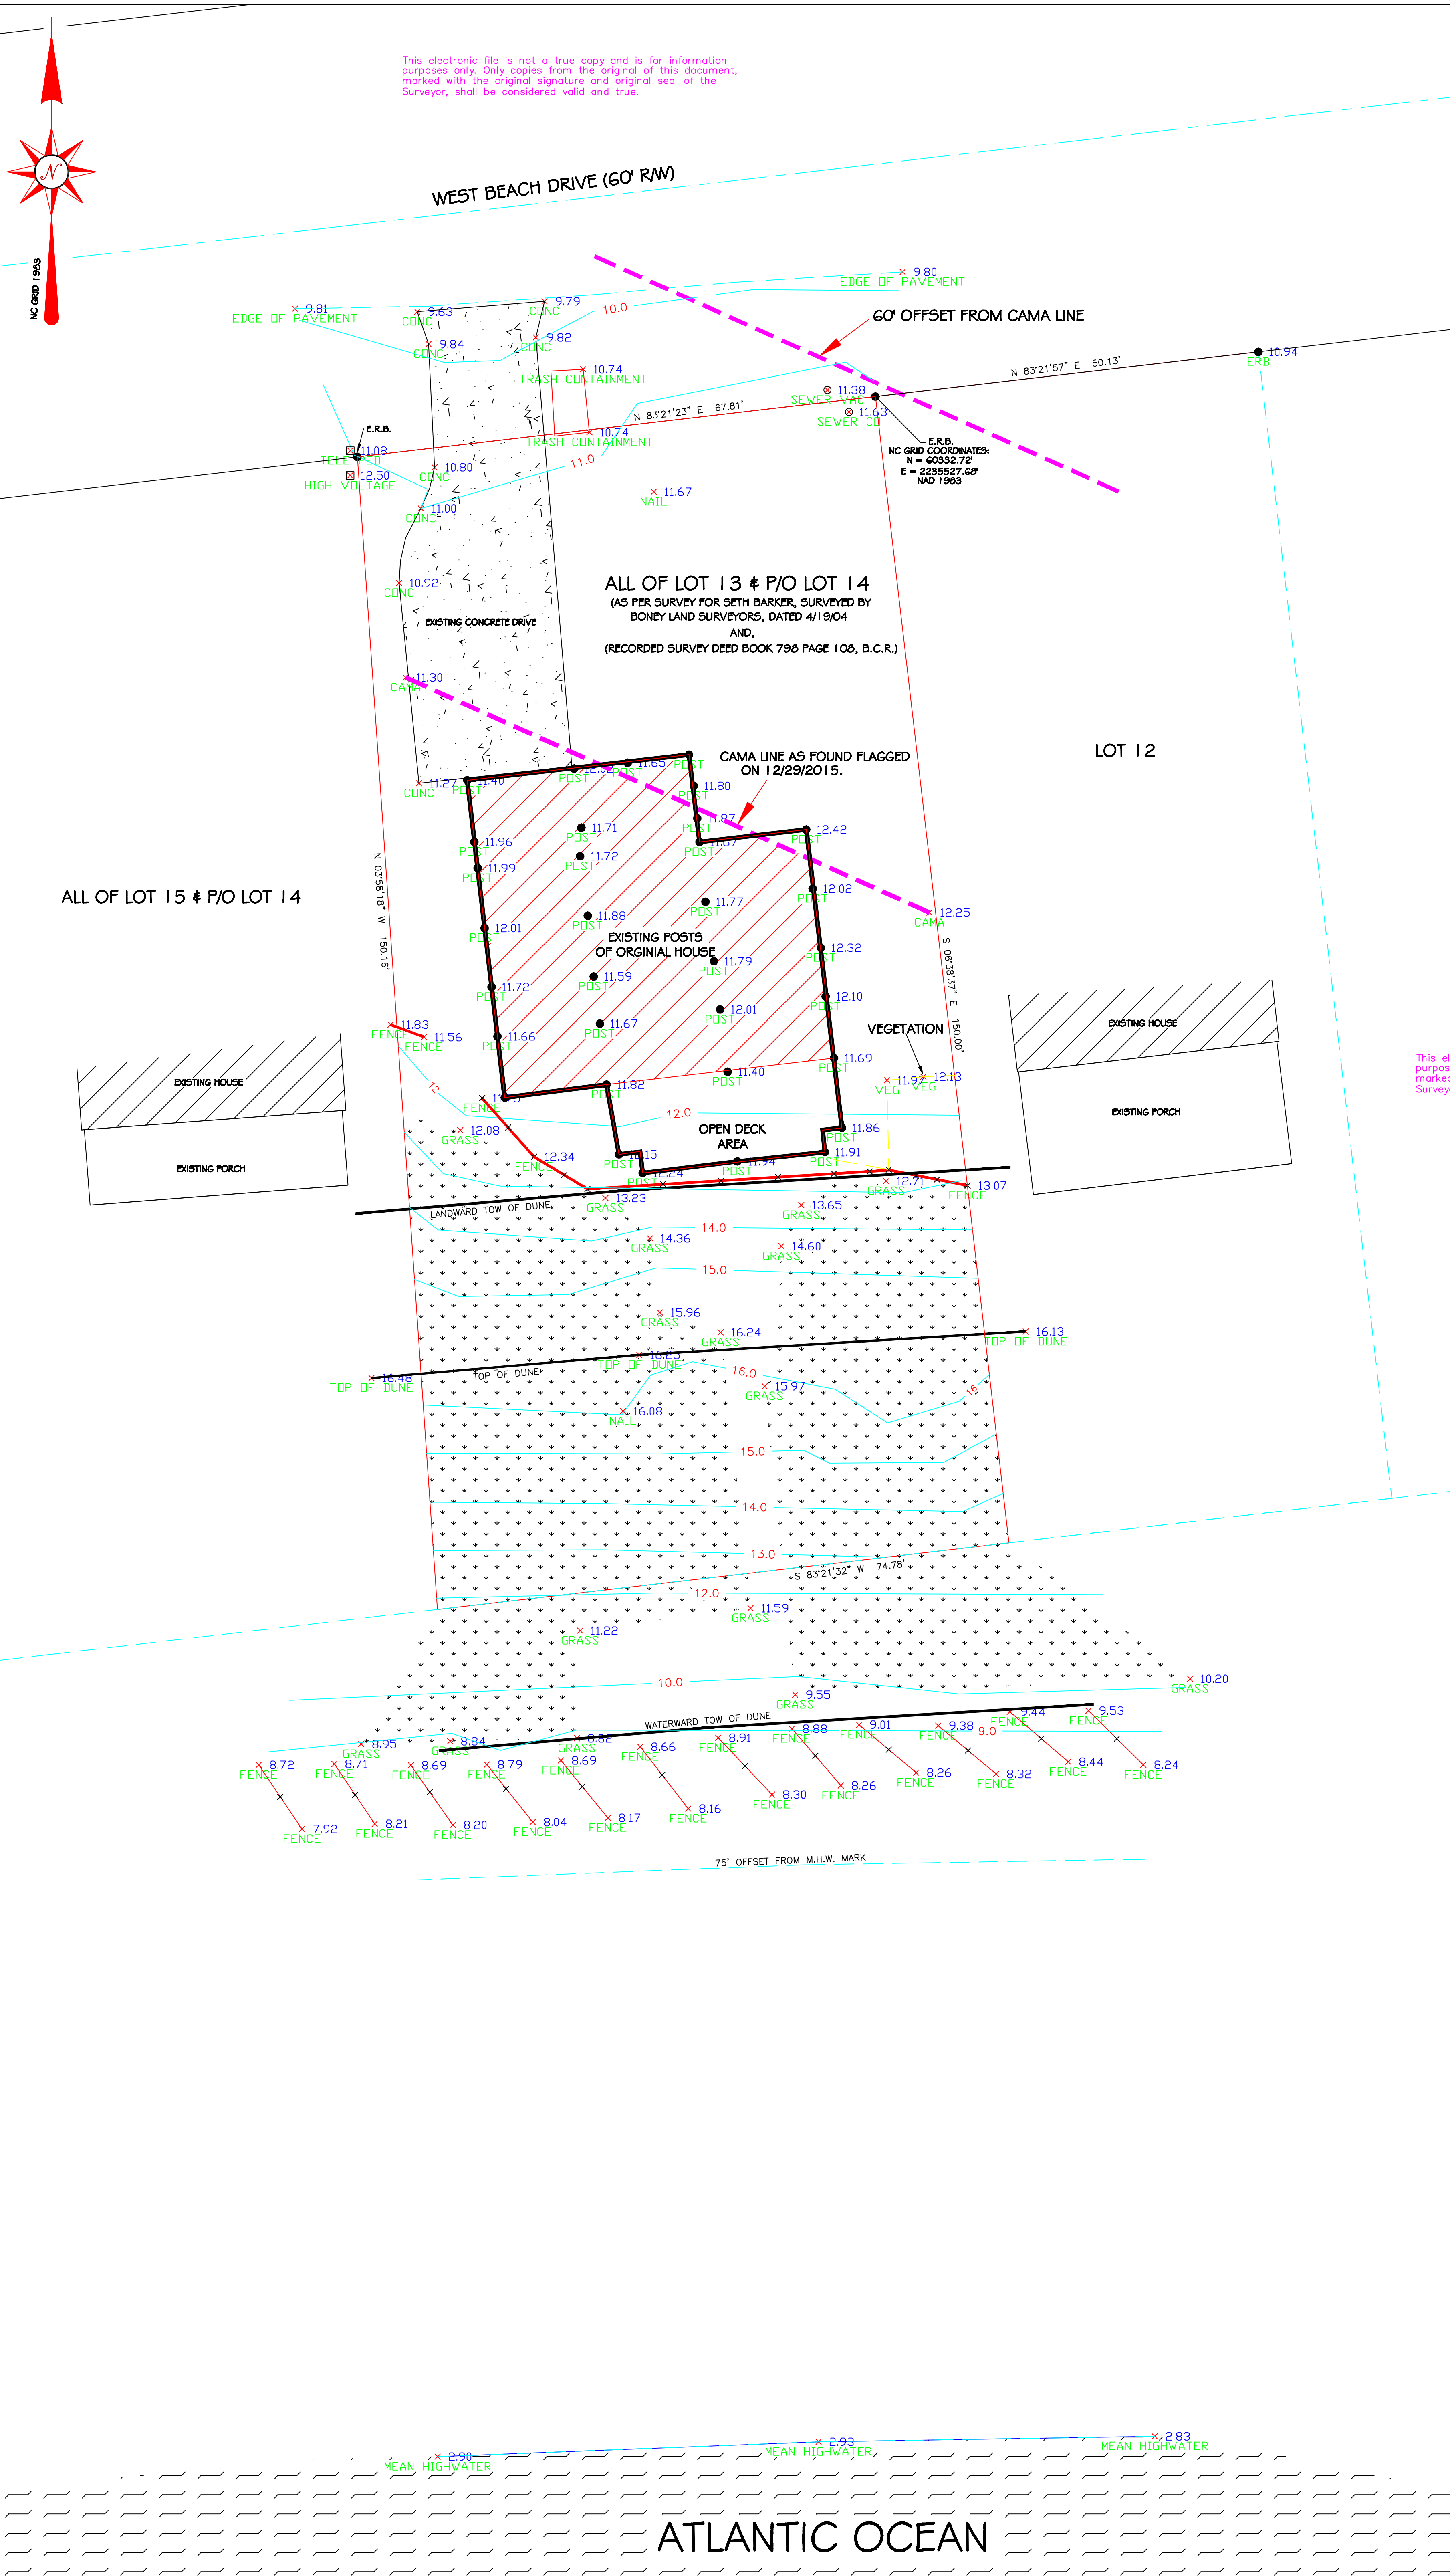 This electronic file is not a true copy and is for information
purposes only. Only copies from the original of this document,
marked with the original signature and original seal of the
Surveyor, shall be considered valid and true.
WEST BEACH DRIVE (60' R/W)
N
NC GRID 1983
9.80
EDGE OF PAVEMENT
9.81
EDGE OF PAVEMENT
9.63
CONC
9.79
CONC
10.0
60' OFFSET FROM CAMA LINE
9.84
CONC
9.82
CONC
10.74
TRASH CONTAINMENT
N 83°21'57" E 50.13'
10.94
ERB
11.38
SEWER VAC
11.63
SEWER CO
N 83°21'23" E 67.81'
E.R.B.
10.74
TRASH CONTAINMENT
E.R.B.
NC GRID COORDINATES:
N = 60332.72'
E = 2235527.68'
NAD 1983
11.08
TELE PED
12.50
HIGH VOLTAGE
10.80
CONC
11.0
11.00
CONC
11.67
NAIL
10.92
CONC
ALL OF LOT 13 & P/O LOT 14
(AS PER SURVEY FOR SETH BARKER, SURVEYED BY
BONEY LAND SURVEYORS, DATED 4/19/04
AND,
(RECORDED SURVEY DEED BOOK 798 PAGE 108, B.C.R.)
EXISTING CONCRETE DRIVE
11.30
CAMA
LOT 12
CAMA LINE AS FOUND FLAGGED
ON 12/29/2015.
11.27
CONC
11.40
POST
POST
11.65
POST
POST
11.80
POST
11.87
POST
11.67
POST
12.42
POST
11.71
POST
11.72
POST
11.96
POST
11.99
POST
12.02
POST
11.77
POST
11.88
POST
12.25
CAMA
ALL OF LOT 15 & P/O LOT 14
N 03°58'18" W 150.16'
12.01
POST
EXISTING POSTS
OF ORGINIAL HOUSE
12.32
POST
11.79
POST
11.59
POST
11.72
POST
12.10
POST
12.01
POST
11.67
POST
S 06°38'37" E 150.00'
11.83
FENCE
11.56
FENCE
11.66
POST
VEGETATION
EXISTING HOUSE
EXISTING HOUSE
11.69
POST
11.40
POST
11.97
VEG
12.13
VEG
12
11.82
POST
FENCE
12.0
EXISTING PORCH
12.08
GRASS
OPEN DECK
AREA
11.86
POST
11.91
POST
12.34
FENCE
POST
12.24
POST
11.94
POST
EXISTING PORCH
12.71
GRASS
13.07
FENCE
13.23
GRASS
13.65
GRASS
LANDWARD TOW OF DUNE
14.0
14.36
GRASS
14.60
GRASS
15.0
15.96
GRASS
16.24
GRASS
16.13
TOP OF DUNE
TOP OF DUNE
16.48
TOP OF DUNE
TOP OF DUNE
16.0
15.97
GRASS
16
16.08
NAIL
15.0
14.0
13.0
S 83°21'32" W 74.78'
12.0
11.59
GRASS
11.22
GRASS
10.0
10.20
GRASS
9.55
GRASS
WATERWARD TOW OF DUNE
9.44
FENCE
9.53
FENCE
9.0
9.38
FENCE
9.01
FENCE
8.88
FENCE
8.91
FENCE
8.82
GRASS
8.84
GRASS
8.95
GRASS
8.66
FENCE
8.69
FENCE
8.79
FENCE
8.69
FENCE
8.71
FENCE
8.72
FENCE
8.24
FENCE
8.44
FENCE
8.32
FENCE
8.26
FENCE
8.26
FENCE
8.30
FENCE
8.16
FENCE
8.17
FENCE
8.04
FENCE
8.20
FENCE
8.21
FENCE
7.92
FENCE
75' OFFSET FROM M.H.W. MARK
2.90
MEAN HIGHWATER
2.93
MEAN HIGHWATER
2.83
MEAN HIGHWATER
ATLANTIC OCEAN